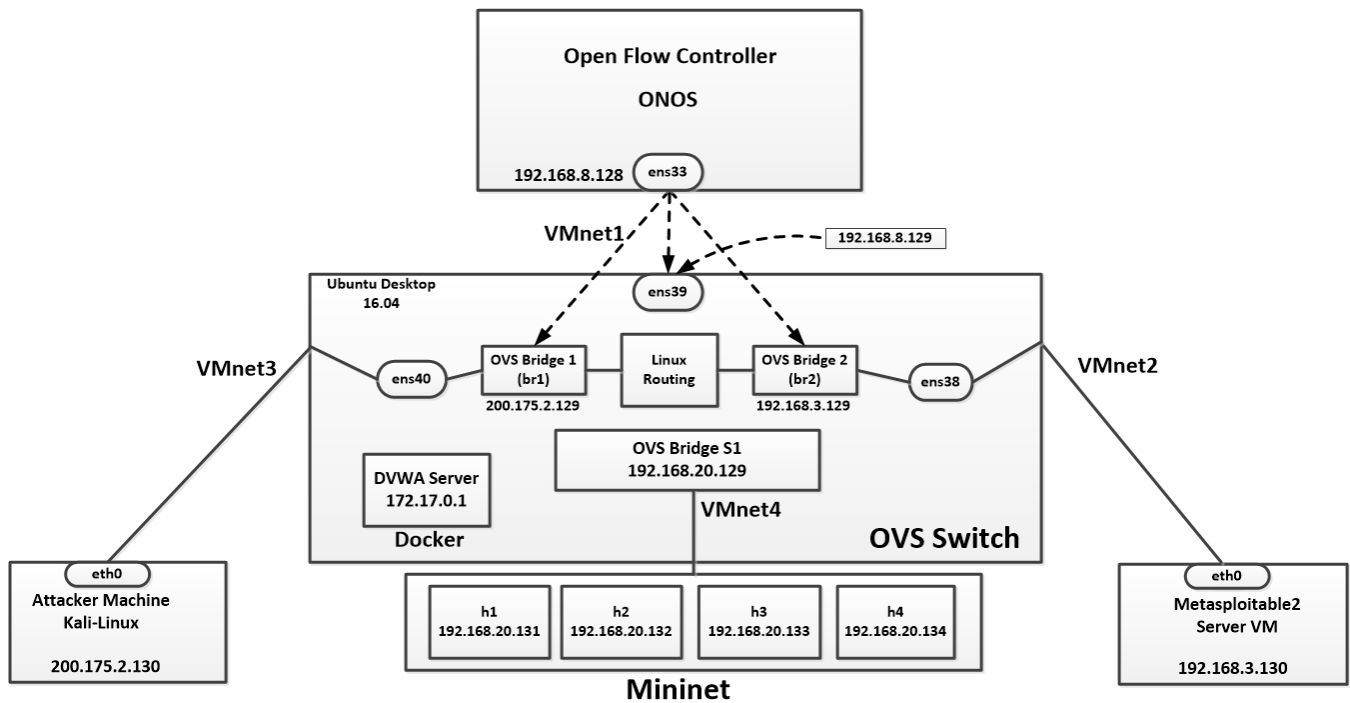 Open Flow Controller
ONOS
192.168.8.128
ens33
VMnet1
192.168.8.129
Ubuntu Desktop
16.04
ens39
VMnet3
ens40
OVS Bridge 1
(br1)
200.175.2.129
Linux
Routing
OVS Bridge 2
(br2)
192.168.3.129
ens38
VMnet2
OVS Bridge S1
192.168.20.129
DVWA Server
172.17.0.1
Docker
VMnet4
OVS Switch
eth0
Attacker Machine
Kali-Linux
200.175.2.130
h1
192.168.20.131
h2
192.168.20.132
h3
192.168.20.133
h4
192.168.20.134
Mininet
eth0
Metasploitable2
Server VM
192.168.3.130